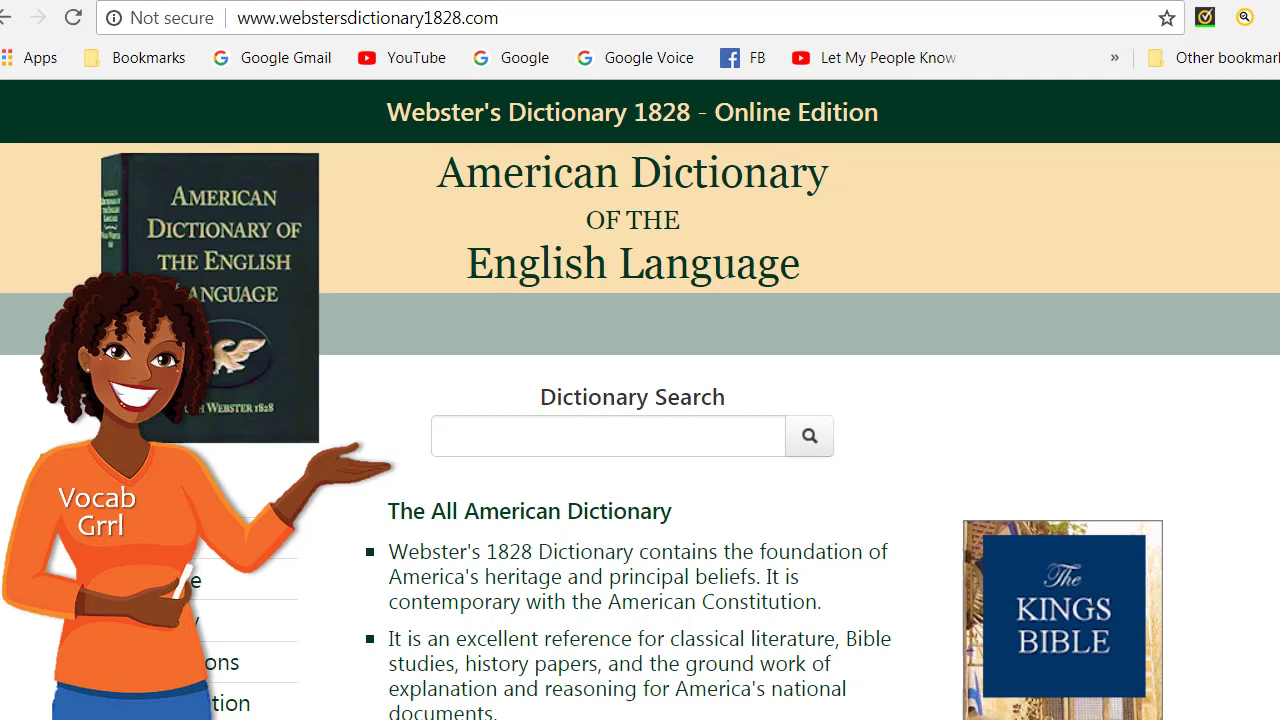 Not secure
www.webstersdictionary1828.com
Apps
Bookmarks
Google Gmail
YouTube
Google
Google Voice
FB
Let My People Know
»
Other bookmar
Webster's Dictionary 1828 - Online Edition
AMERICAN
DICTIONARY OF
THE ENGLISH
ANGUAGE
WEBSTER 1828
American Dictionary
OF THE
English Language
Dictionary Search
Vocab
Grrl
e
y
ons
tion
The All American Dictionary
Webster's 1828 Dictionary contains the foundation of
America's heritage and principal beliefs. It is
contemporary with the American Constitution.
It is an excellent reference for classical literature, Bible
studies, history papers, and the ground work of
explanation and reasoning for America's national
documents.
The
KINGS
BIBLE